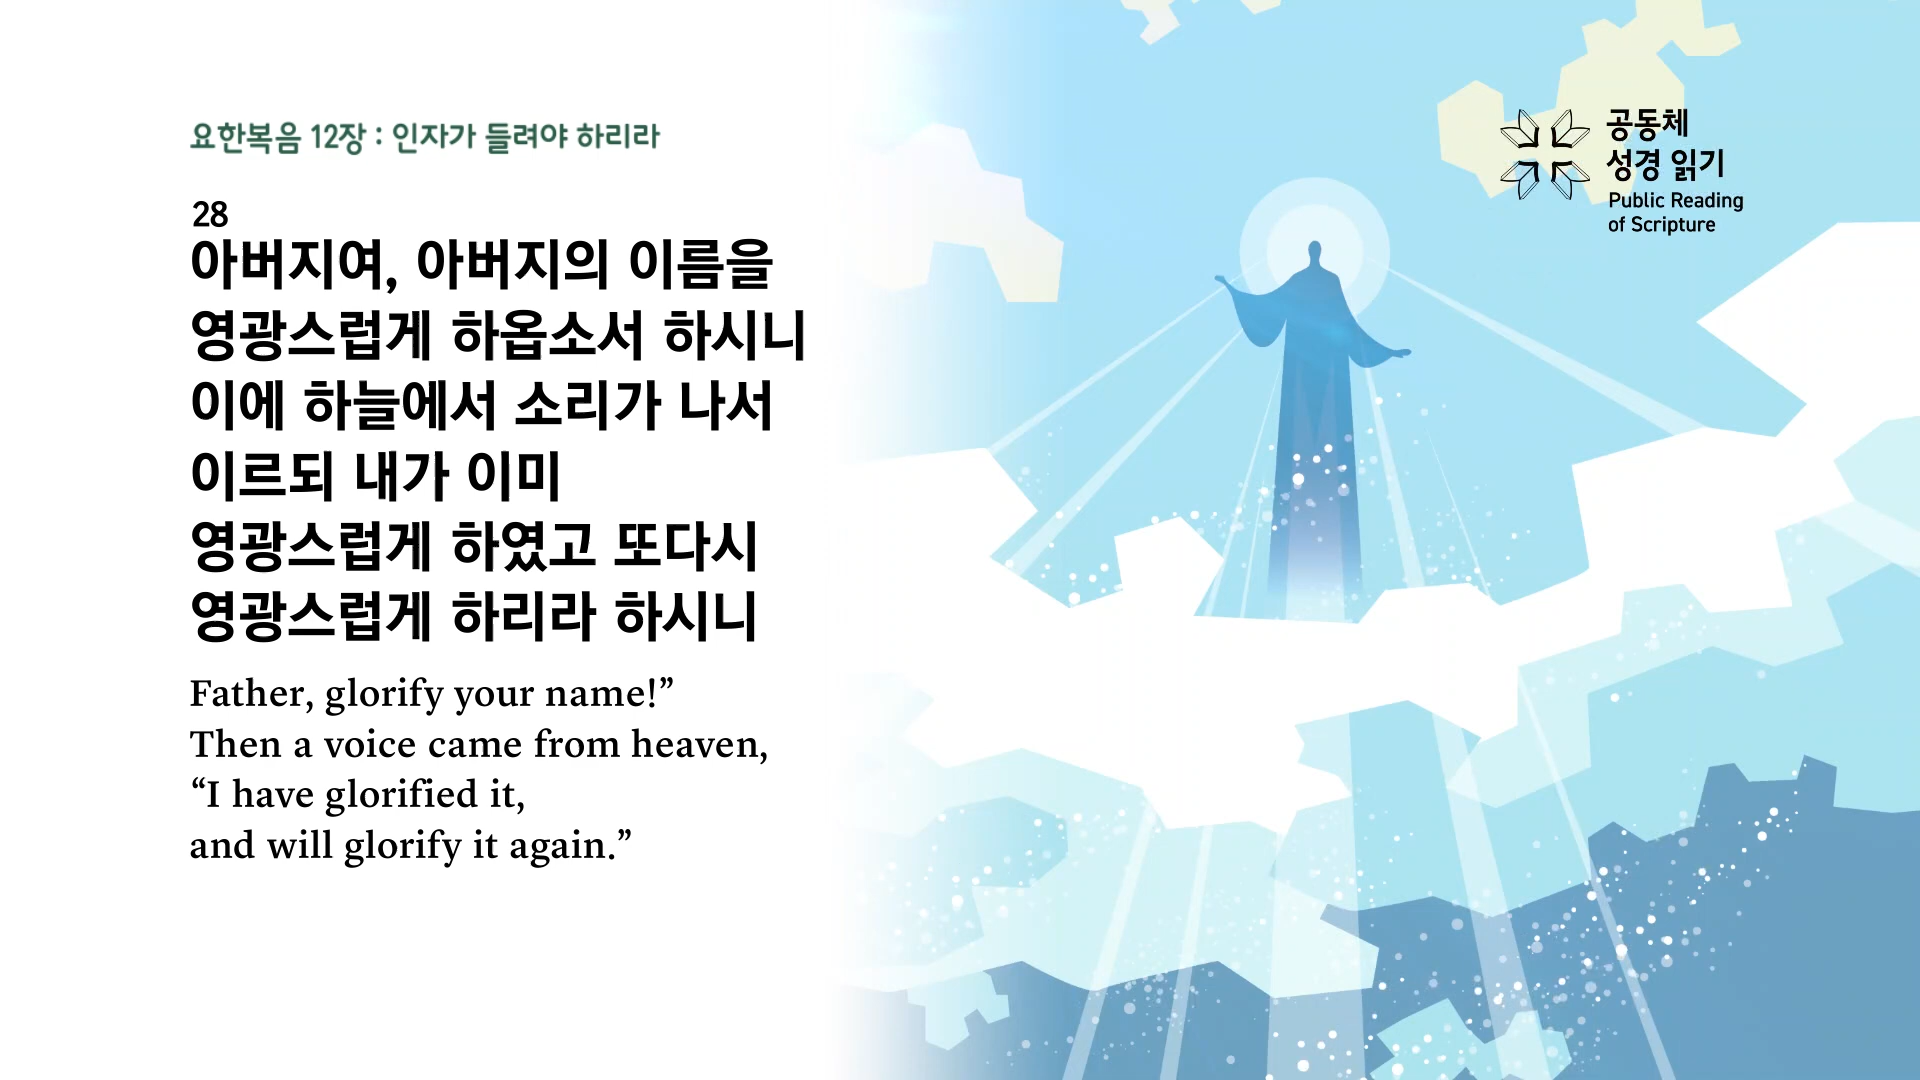 요한복음 12장 : 인자가 들려야 하리라
28
아버지여, 아버지의 이름을
영광스럽게 하옵소서 하시니
이에 하늘에서 소리가 나서
이르되 내가 이미
영광스럽게 하였고 또다시
영광스럽게 하리라 하시니
Father, glorify your name!”
Then a voice came from heaven,
“I have glorified it,
and will glorify it again.”
공동체
성경 읽기
Public Reading
of Scripture